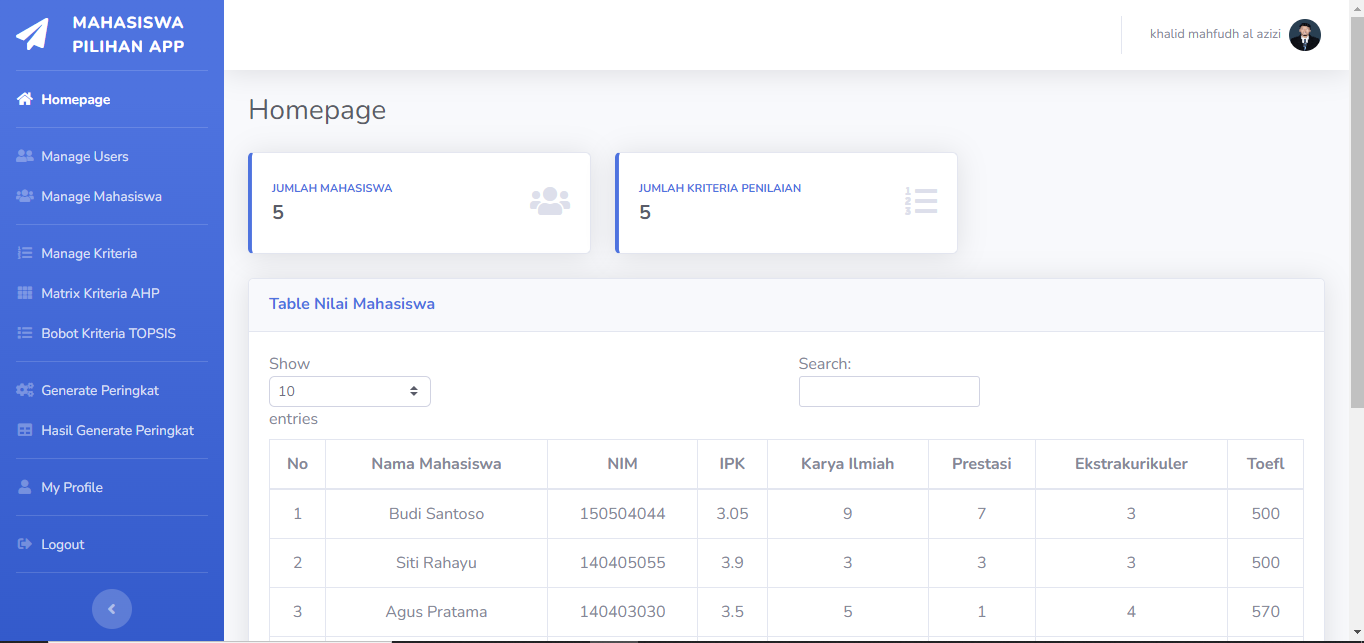 MAHASISWA
PILIHAN APP
Homepage
Manage Users
Manage Mahasiswa
Manage Kriteria
Matrix Kriteria AHP
Bobot Kriteria TOPSIS
Generate Peringkat
Hasil Generate Peringkat
My Profile
Logout
khalid mahfudh al azizi
Homepage
JUMLAH MAHASISWA
5
JUMLAH KRITERIA PENILAIAN
5
1
2
3
Table Nilai Mahasiswa
Show
10
entries
Search:
No Nama Mahasiswa NIM IPK Karya Ilmiah Prestasi Ekstrakurikuler Toefl
1 Budi Santoso 150504044 3.05 9 7 3 500
2 Siti Rahayu 140405055 3.9 3 3 3 500
3 Agus Pratama 140403030 3.5 5 1 4 570